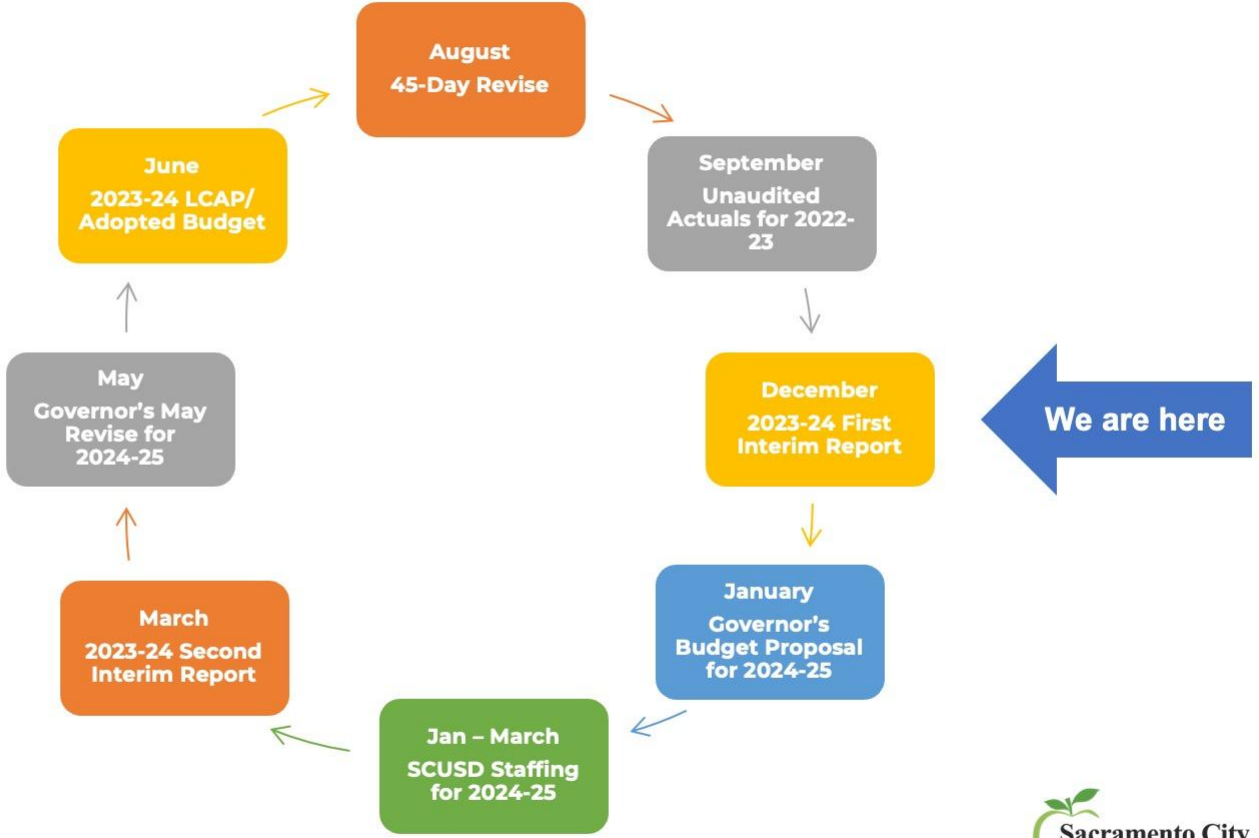 August
45-Day Revise
September
Unaudited
Actuals for 2022-
23
December
2023-24 First
Interim Report
We are here
January
Governor’s
Budget Proposal
for 2024-25
Jan – March
SCUSD Staffing
for 2024-25
March
2023-24 Second
Interim Report
May
Governor’s May
Revise for
2024-25
June
2023-24 LCAP/
Adopted Budget
Sacramento City